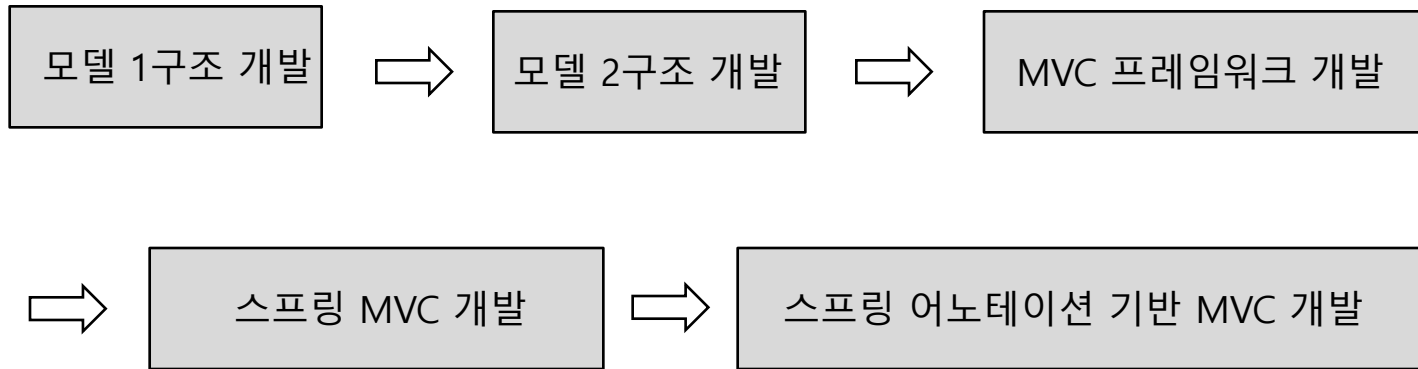 모델 1구조 개발
모델 2구조 개발
MVC 프레임워크 개발
스프링 MVC 개발
스프링 어노테이션 기반 MVC 개발